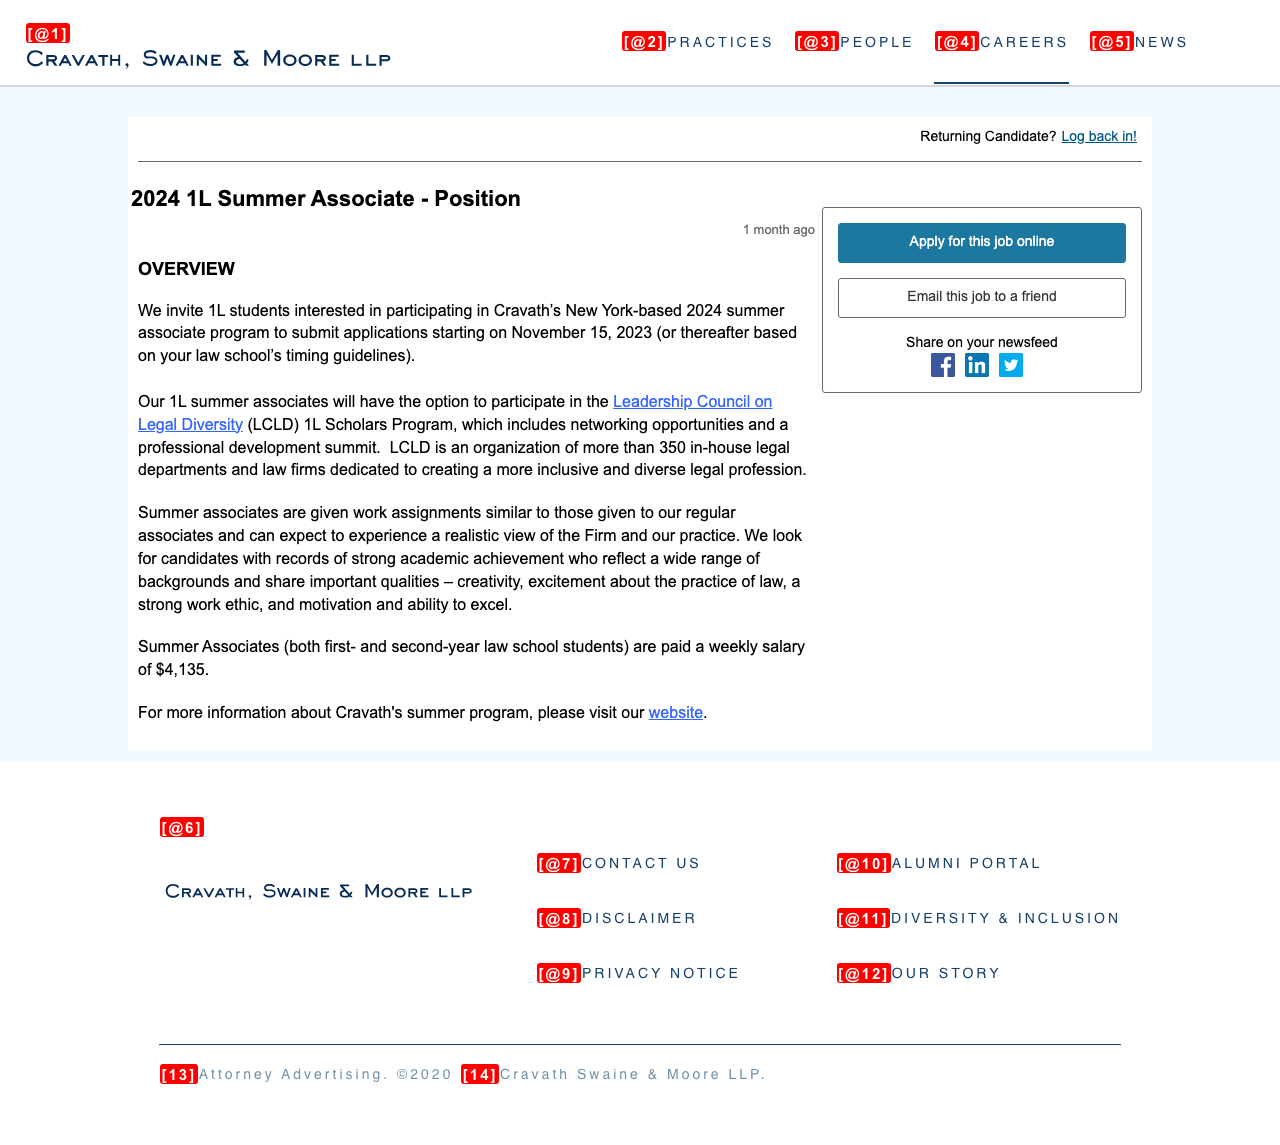 [@1]
Cravath, Swaine & Moore LLP
[@2]PRACTICES [@3]PEOPLE [@4]CAREERS [@5]NEWS
Returning Candidate? Log back in!
2024 1L Summer Associate - Position
1 month ago
OVERVIEW
We invite 1L students interested in participating in Cravath’s New York-based 2024 summer
associate program to submit applications starting on November 15, 2023 (or thereafter based
on your law school’s timing guidelines).
Our 1L summer associates will have the option to participate in the Leadership Council on
Legal Diversity (LCLD) 1L Scholars Program, which includes networking opportunities and a
professional development summit.  LCLD is an organization of more than 350 in-house legal
departments and law firms dedicated to creating a more inclusive and diverse legal profession.
Summer associates are given work assignments similar to those given to our regular
associates and can expect to experience a realistic view of the Firm and our practice. We look
for candidates with records of strong academic achievement who reflect a wide range of
backgrounds and share important qualities – creativity, excitement about the practice of law, a
strong work ethic, and motivation and ability to excel.
Summer Associates (both first- and second-year law school students) are paid a weekly salary
of $4,135.
For more information about Cravath's summer program, please visit our website.
Apply for this job online
Email this job to a friend
Share on your newsfeed
[@6]
Cravath, Swaine & Moore LLP
[@7]CONTACT US
[@8]DISCLAIMER
[@9]PRIVACY NOTICE
[@10]ALUMNI PORTAL
[@11]DIVERSITY & INCLUSION
[@12]OUR STORY
[13]Attorney Advertising. ©2020 [14]Cravath Swaine & Moore LLP.